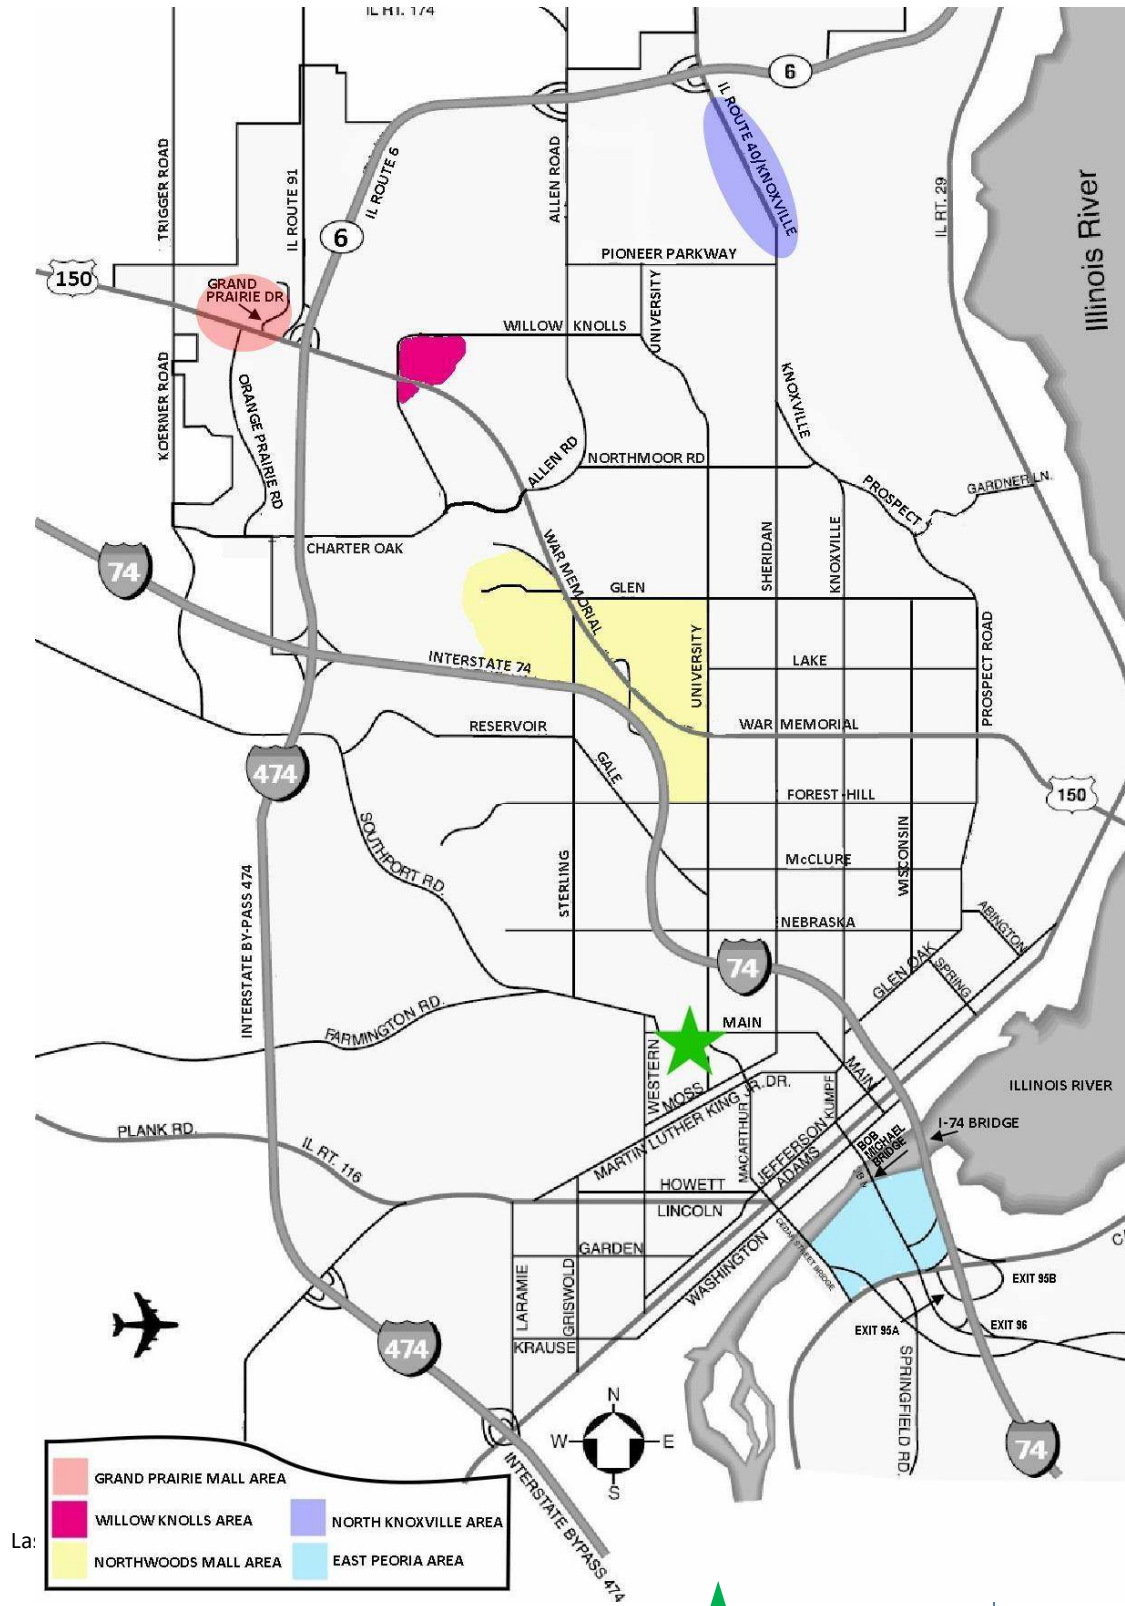 IL RT. 174
6
IL ROUTE 40/KNOXVILLE
TRIGGER ROAD
IL ROUTE 91
IL ROUTE 6
ALLEN ROAD
IL RT. 29
Illinois River
6
150
GRAND
PRAIRIE DR
PIONEER PARKWAY
UNIVERSITY
WILLOW KNOLLS
KOERNER ROAD
ORANGE PRAIRIE RD
KNOXVILLE
ALLEN RD
NORTHMOOR RD
PROSPECT
GARDNER LN.
CHARTER OAK
74
WAR MEMORIAL
SHERIDAN
KNOXVILLE
GLEN
INTERSTATE 74
UNIVERSITY
LAKE
PROSPECT ROAD
RESERVOIR
WAR MEMORIAL
GALE
474
150
FOREST HILL
SOUTHPORT RD.
McCLURE
WISCONSIN
STERLING
INTERSTATE BY-PASS 474
NEBRASKA
ABINGTON
GLEN OAK
SPRING
74
FARMINGTON RD.
MAIN
MAIN
WESTERN
MOSS
MARTIN LUTHER KING JR. DR.
KUMPF
MACARTHUR
ILLINOIS RIVER
I-74 BRIDGE
BOB
MICHAEL
BRIDGE
PLANK RD.
IL RT. 116
JEFFERSON
ADAMS
HOWETT
LINCOLN
CEDAR STREET BRIDGE
GARDEN
WASHINGTON
LARAMIE
GRISWOLD
KRAUSE
EXIT 95B
EXIT 95A
EXIT 96
SPRINGFIELD RD.
474
74
N
W
E
S
INTERSTATE BYPASS 474
GRAND PRAIRIE MALL AREA
WILLOW KNOLLS AREA
NORTH KNOXVILLE AREA
NORTHWOODS MALL AREA
EAST PEORIA AREA